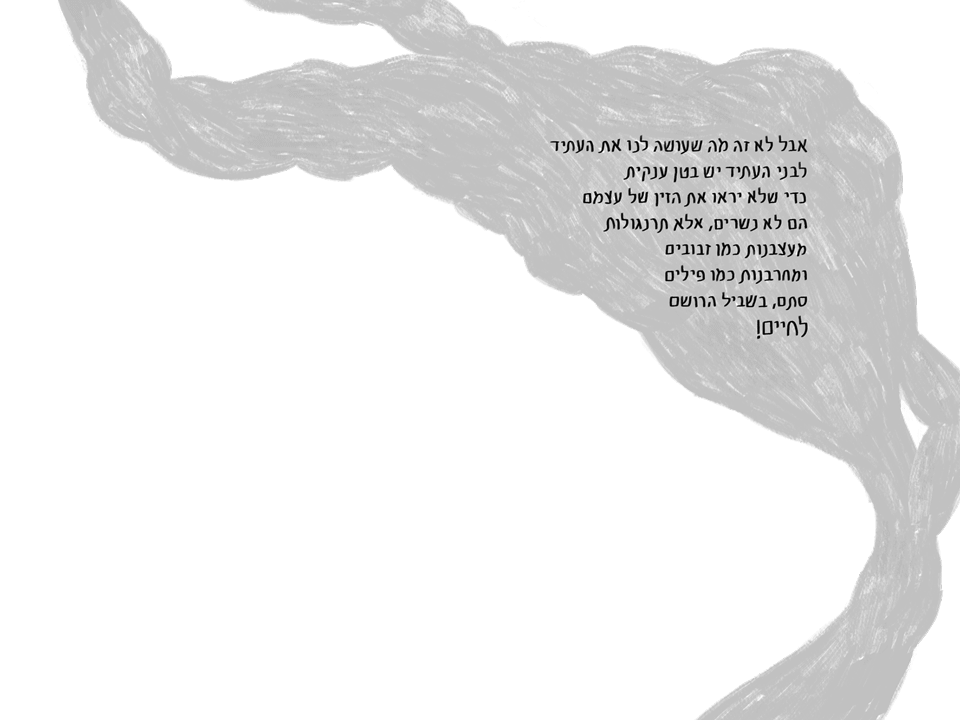 אבל לא זה מה שעושה לנו את העתיד
לבני העתיד יש בטן ענקית
כדי שלא יראו את הזין של עצמם
הם לא נשרים, אלא תרנגולות
מעצבנות כמו זבובים
ומחרבנות כמו פילים
סתם, בשביל הרושם
לחיים!